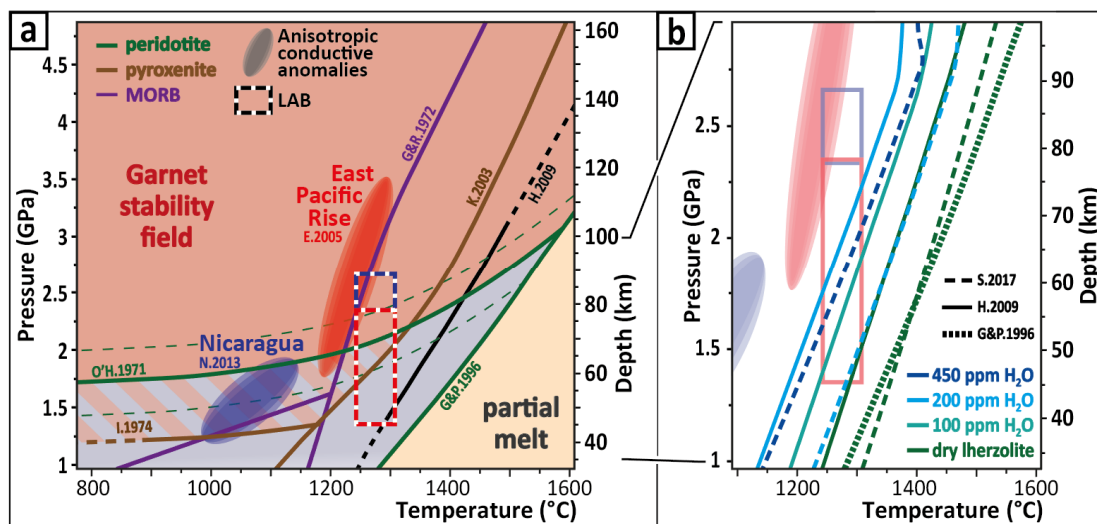 a
peridotite
pyroxenite
MORB
Anisotropic
conductive
anomalies
LAB
Garnet
stability
field
East
Pacific
Rise
E.2005
Nicaragua
N.2013
O'H.1971
I.1974
G&R.1972
K.2003
H.2009
G&P.1996
partial
melt
Pressure (GPa)
4.5
4
3.5
3
2.5
2
1.5
1
800
1000
1200
1400
1600
Temperature (°C)
160
140
120
100
80
60
40
Depth (km)
b
Pressure (GPa)
2.5
2
1.5
1
1200
1400
1600
Temperature (°C)
90
80
70
60
50
40
Depth (km)
S.2017
H.2009
G&P.1996
450 ppm H₂O
200 ppm H₂O
100 ppm H₂O
dry lherzolite